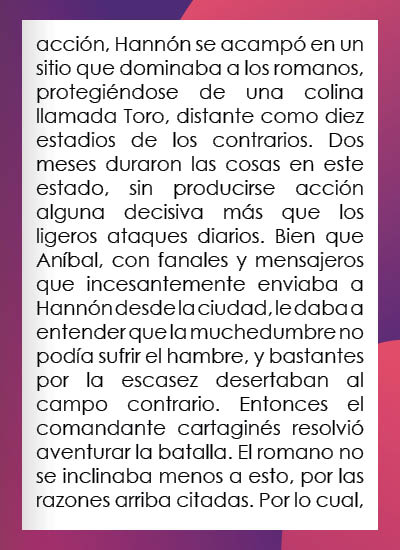 acción, Hannón se acampó en un
sitio que dominaba a los romanos,
protegiéndose de una colina
llamada Toro, distante como diez
estadios de los contrarios. Dos
meses duraron las cosas en este
estado, sin producirse acción
alguna decisiva más que los
ligeros ataques diarios. Bien que
Aníbal, con fanales y mensajeros
que incesantemente enviaba a
Hannón desde la ciudad, le daba a
entender que la muchedumbre no
podía sufrir el hambre, y bastantes
por la escasez desertaban al
campo contrario. Entonces el
comandante cartaginés resolvió
aventurar la batalla. El romano no
se inclinaba menos a esto, por las
razones arriba citadas. Por lo cual,